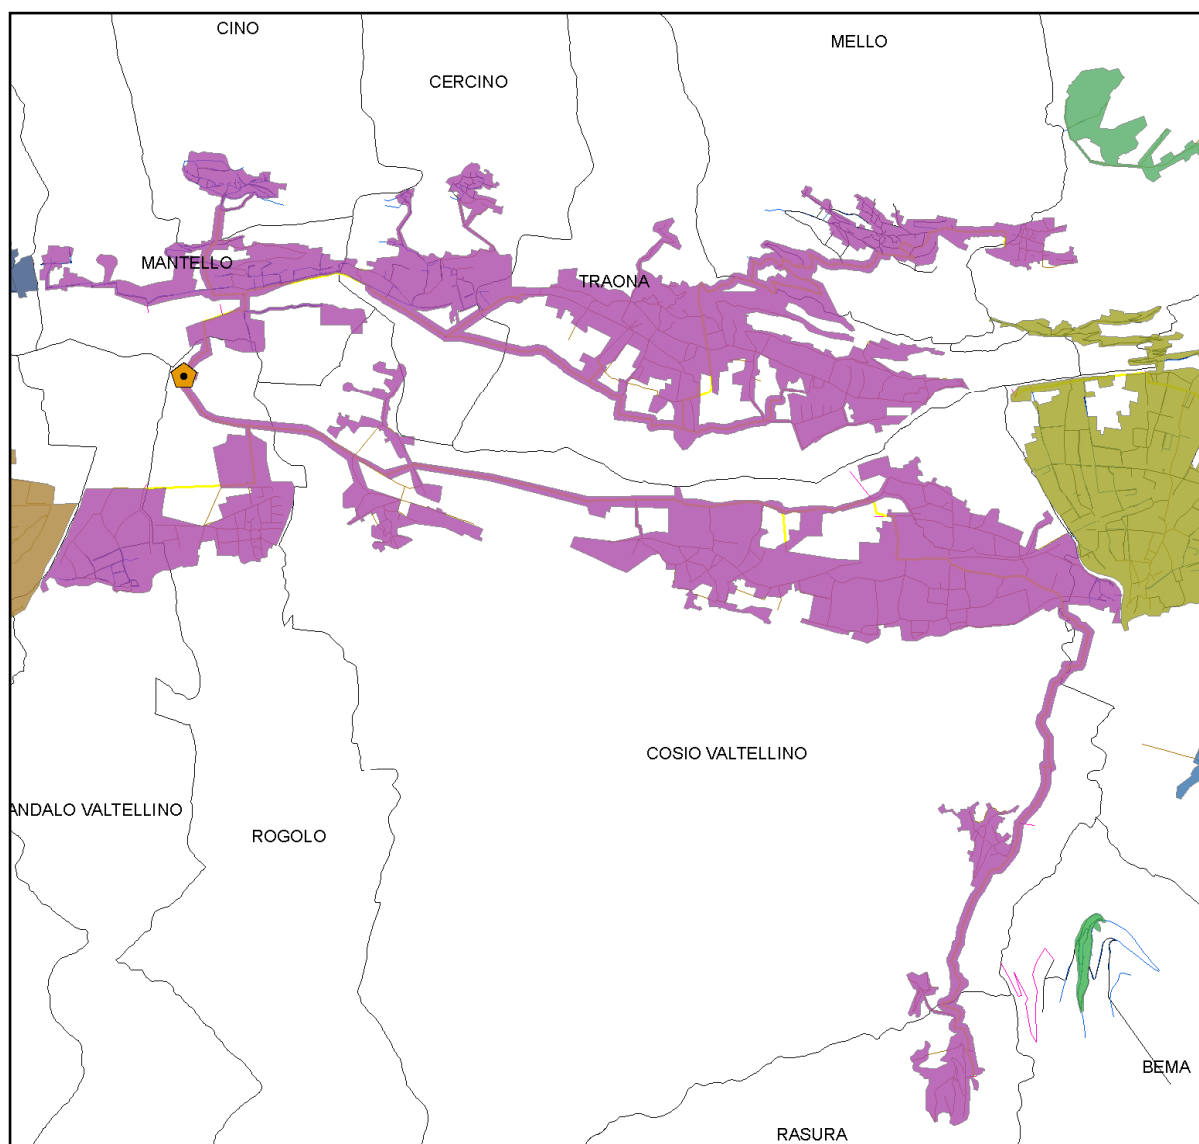 CINO
MELLO
CERCINO
MANTELLO
TRAONA
COSIO VALTELLINO
ANDALO VALTELLINO
ROGOLO
BEMA
RASURA